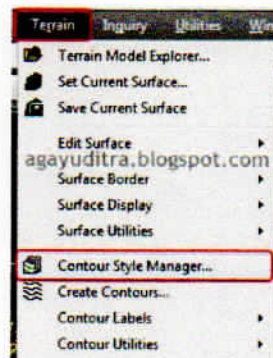 Terrain Inquiry Utilities Win
Terrain Model Explorer...
Set Current Surface...
Save Current Surface
Edit Surface
agayuditra.blogspot.com
Surface Border
Surface Display
Surface Utilities
Contour Style Manager...
Create Contours...
Contour Labels
Contour Utilities